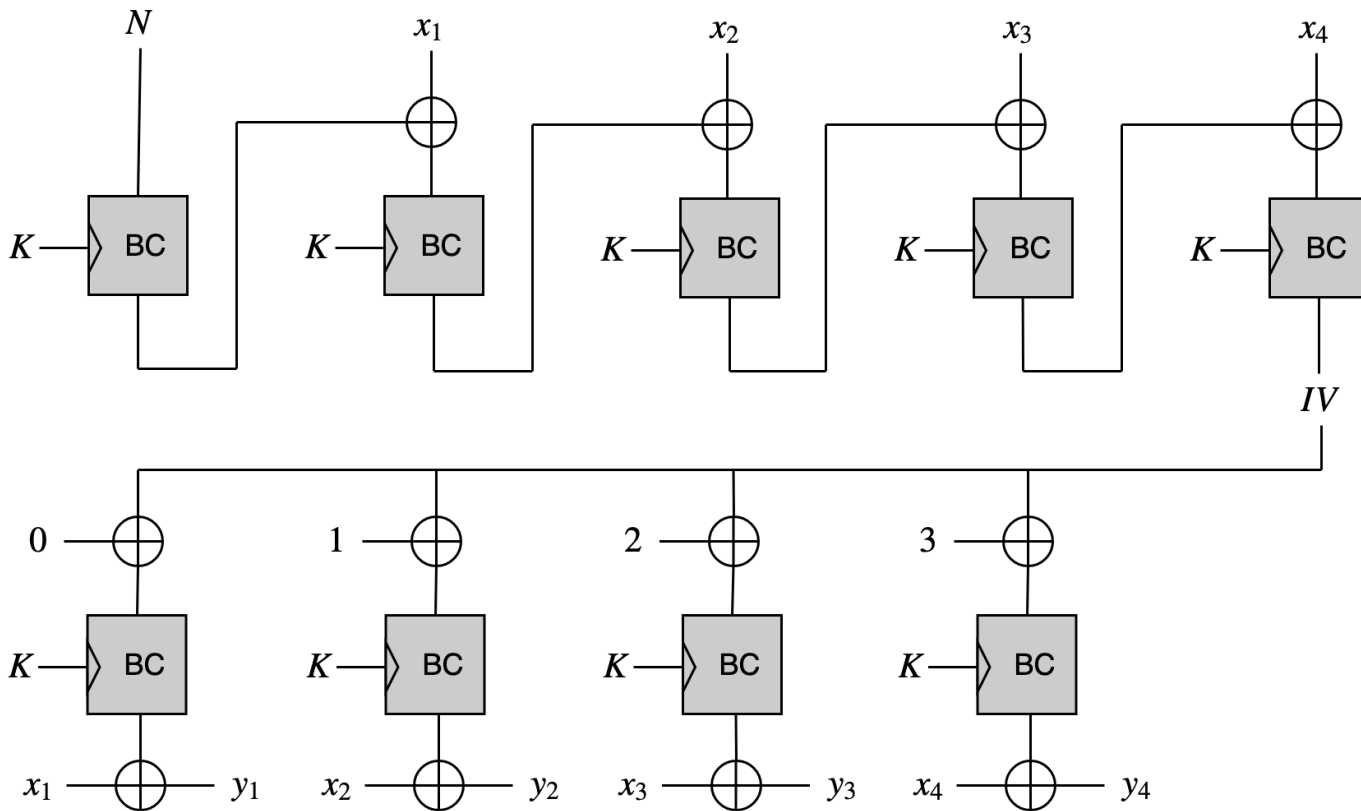 N x₁ x₂ x₃ x₄
K BC K BC K BC K BC K BC
IV
0 1 2 3
K BC K BC K BC K BC
x₁ y₁ x₂ y₂ x₃ y₃ x₄ y₄